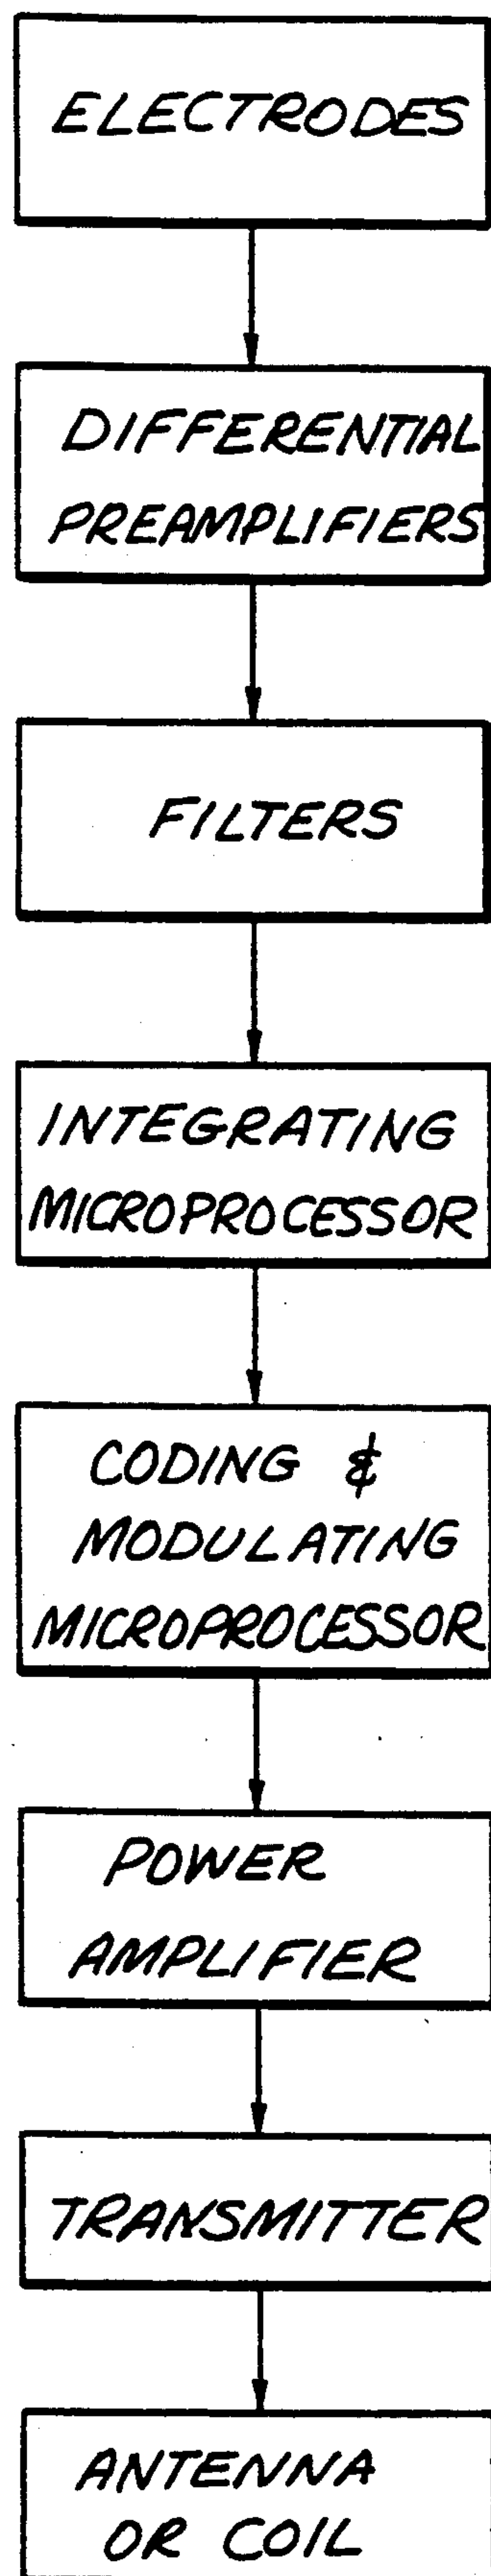 ELECTRODES
DIFFERENTIAL
PREAMPLIFIERS
FILTERS
INTEGRATING
MICROPROCESSOR
CODING &
MODULATING
MICROPROCESSOR
POWER
AMPLIFIER
TRANSMITTER
ANTENNA
OR COIL